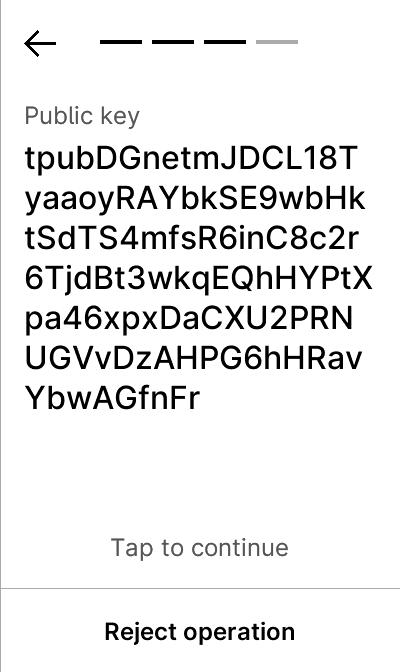 Public key
tpubDGnetmJDCL18T
yaaoyRAYbkSE9wbHk
tSdTS4mfsR6inC8c2r
6TjdBt3wkqEQhHYPtX
pa46xpxDaCXU2PRN
UGVvDzAHPG6hHRav
YbwAGfnFr
Tap to continue
Reject operation